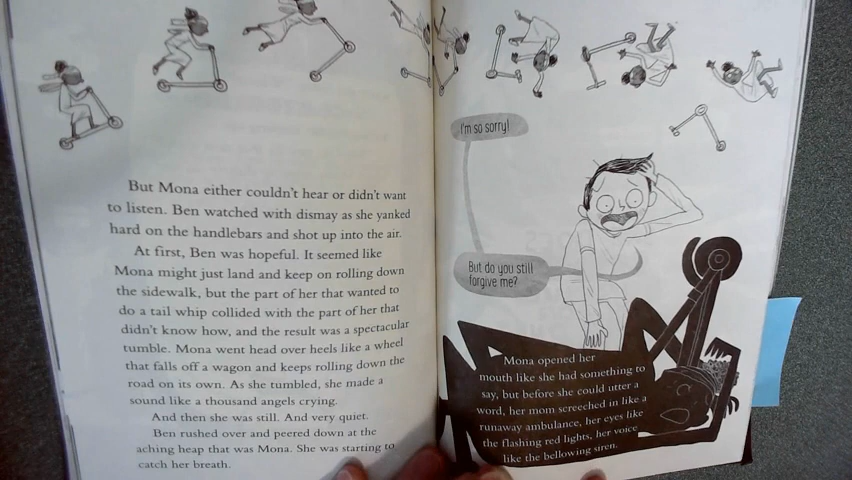 But Mona either couldn't hear or didn't want
to listen. Ben watched with dismay as she yanked
hard on the handlebars and shot up into the air.
At first, Ben was hopeful. It seemed like
Mona might just land and keep on rolling down
the sidewalk, but the part of her that wanted to
do a tail whip collided with the part of her that
didn't know how, and the result was a spectacular
tumble. Mona went head over heels like a wheel
that falls off a wagon and keeps rolling down the
road on its own. As she tumbled, she made a
sound like a thousand angels crying.
And then she was still. And very quiet.
Ben rushed over and peered down at the
aching heap that was Mona. She was starting to
catch her breath.
I'm so sorry!
But do you still
forgive me?
Mona opened her
mouth like she had something to
say, but before she could utter a
word, her mom screeched in like a
runaway ambulance, her eyes like
the flashing red lights, her voice
like the bellowing siren.